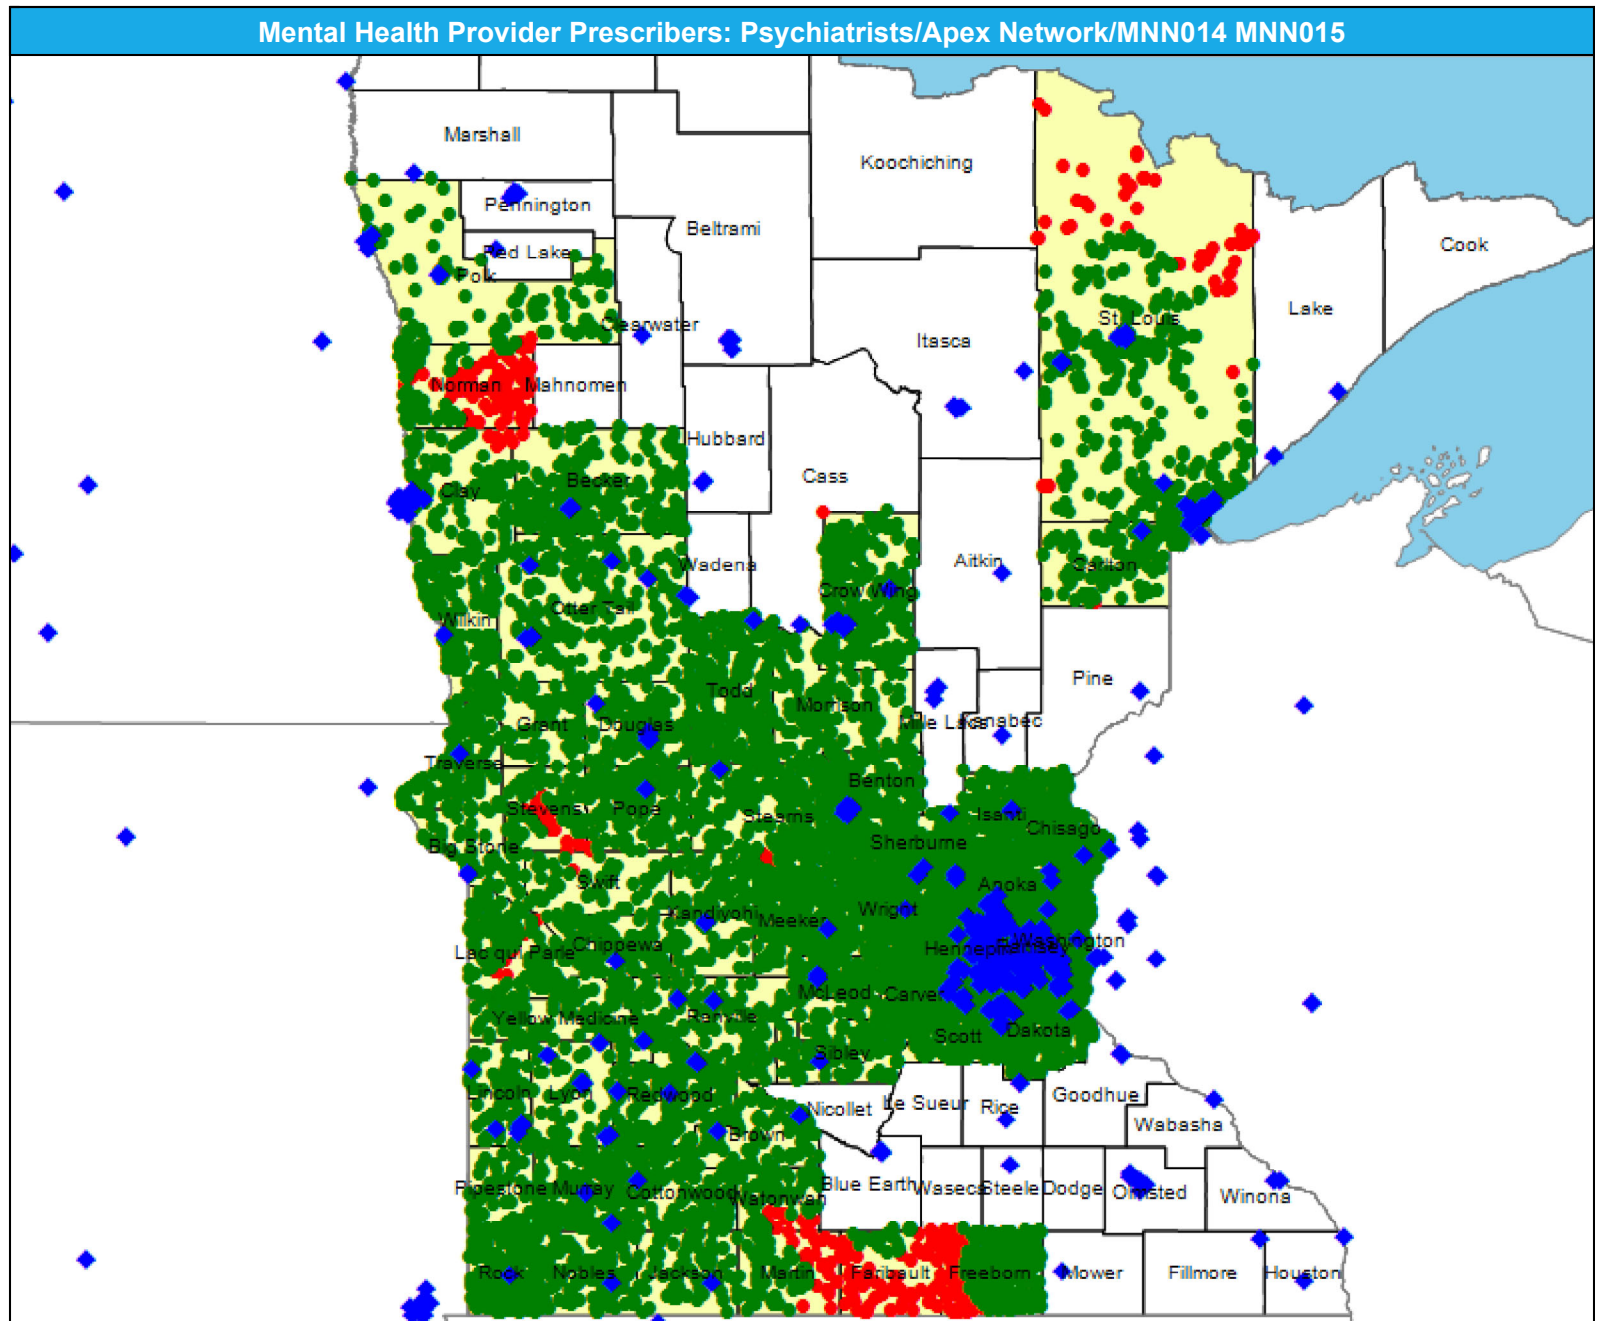 Mental Health Provider Prescribers: Psychiatrists/Apex Network/MNN014 MNN015
Marshall
Koochiching
Pennington
Beltrami
Red Lake
Cook
Polk
Lake
Clearwater
St. Louis
Itasca
Norman
Mahnomen
Hubbard
Cass
Becker
Clay
Wadena
Aitkin
Carlton
Crow Wing
Otter Tail
Wilkin
Pine
Todd
Morrison
Mille Lacs
Kanabec
Grant
Douglas
Traverse
Benton
Stevens
Pope
Stearns
Isanti
Chisago
Big Stone
Sherburne
Swift
Anoka
Kandiyohi
Meeker
Wright
Lac qui Parle
Chippewa
Hennepin
Ramsey
Washington
McLeod
Carver
Yellow Medicine
Renville
Scott
Dakota
Sibley
Lincoln
Lyon
Redwood
Nicollet
Le Sueur
Rice
Goodhue
Wabasha
Brown
Pipestone
Murray
Cottonwood
Watonwan
Blue Earth
Waseca
Steele
Dodge
Olmsted
Winona
Rock
Nobles
Jackson
Martin
Faribault
Freeborn
Mower
Fillmore
Houston